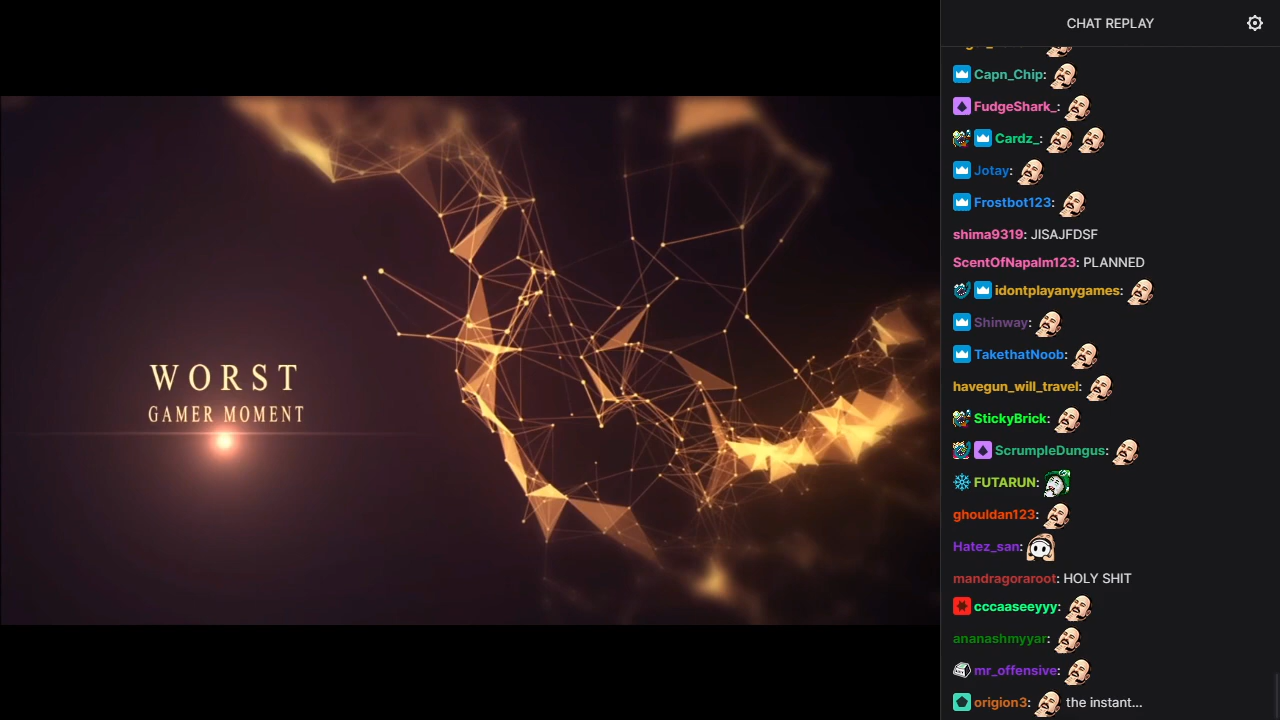 CHAT REPLAY
Capn_Chip:
FudgeShark_:
Cardz_:
Jotay:
Frostbot123:
shima9319: JISAJFDSF
ScentOfNapalm123: PLANNED
idontplayanygames:
Shinway:
TakethatNoob:
havegun_will_travel:
StickyBrick:
ScrumpleDungus:
FUTARUN:
ghouldan123:
Hatez_san:
mandragoraroot: HOLY SHIT
cccaaseeyyy:
ananashmyyar:
mr_offensive:
origion3: the instant...
WORST
GAMER MOMENT